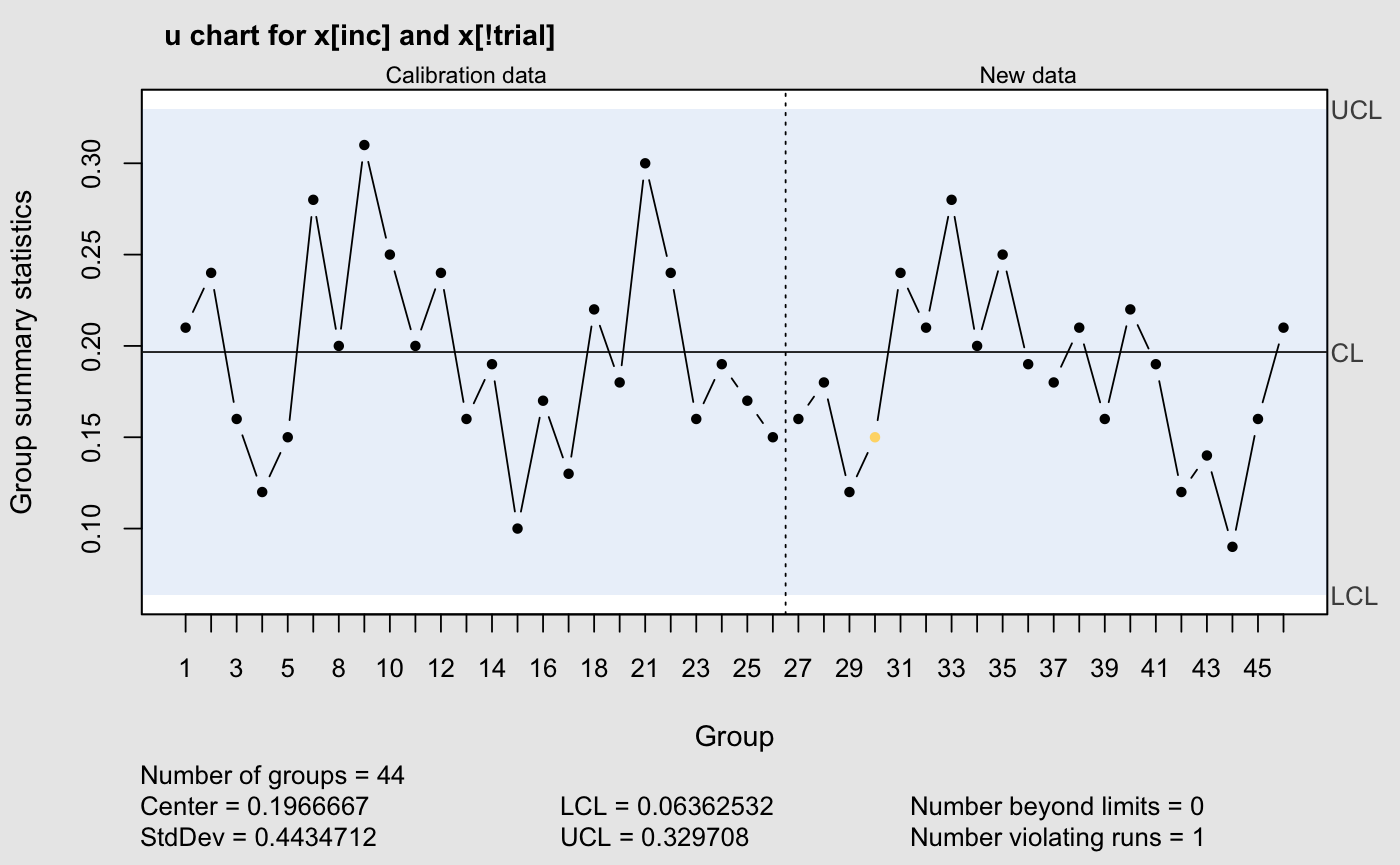 u chart for x[inc] and x[!trial]
Calibration data New data
UCL
0.30
0.25
0.20
CL
0.15
0.10
LCL
Group summary statistics
1 3 5 8 10 12 14 16 18 21 23 25 27 29 31 33 35 37 39 41 43 45
Group
Number of groups = 44
Center = 0.1966667 LCL = 0.06362532 Number beyond limits = 0
StdDev = 0.4434712 UCL = 0.329708 Number violating runs = 1